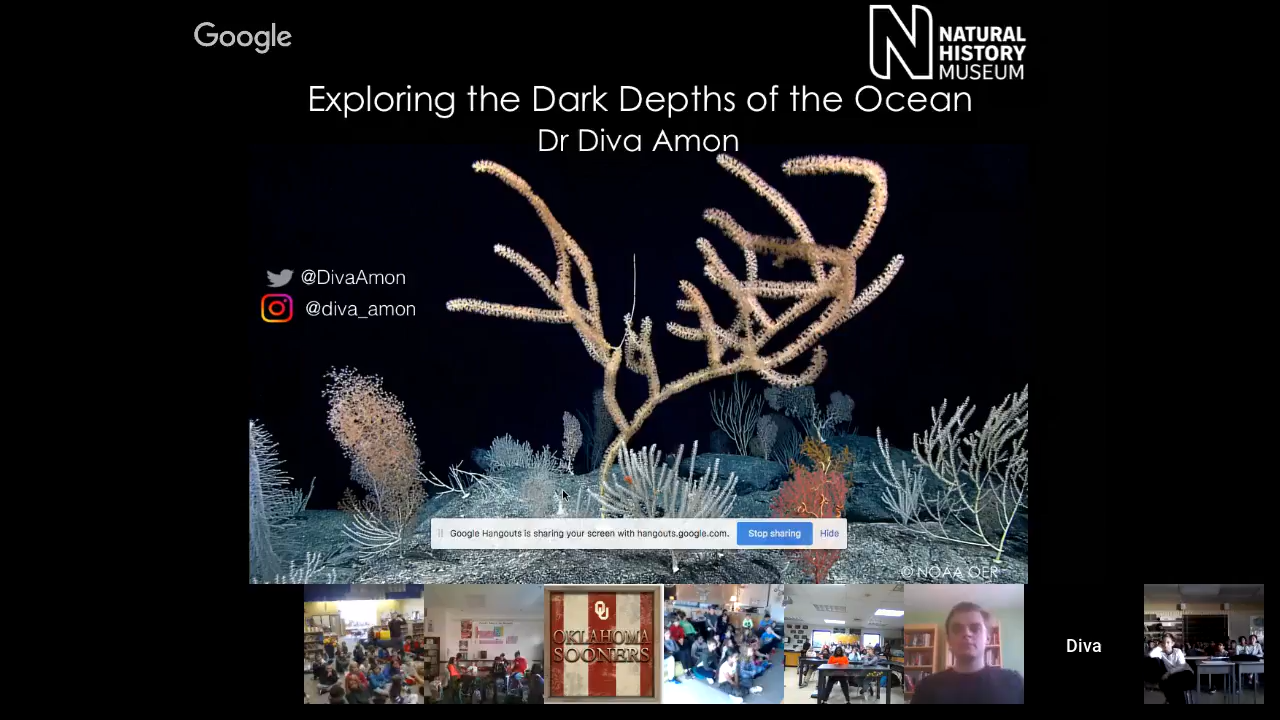 Google
NATURAL
HISTORY
MUSEUM
Exploring the Dark Depths of the Ocean
Dr Diva Amon
@DivaAmon
@diva_amon
Google Hangouts is sharing your screen with hangouts.google.com.
Stop sharing
Hide
© NOAA OER
OU
OKLAHOMA
SOONERS
Diva